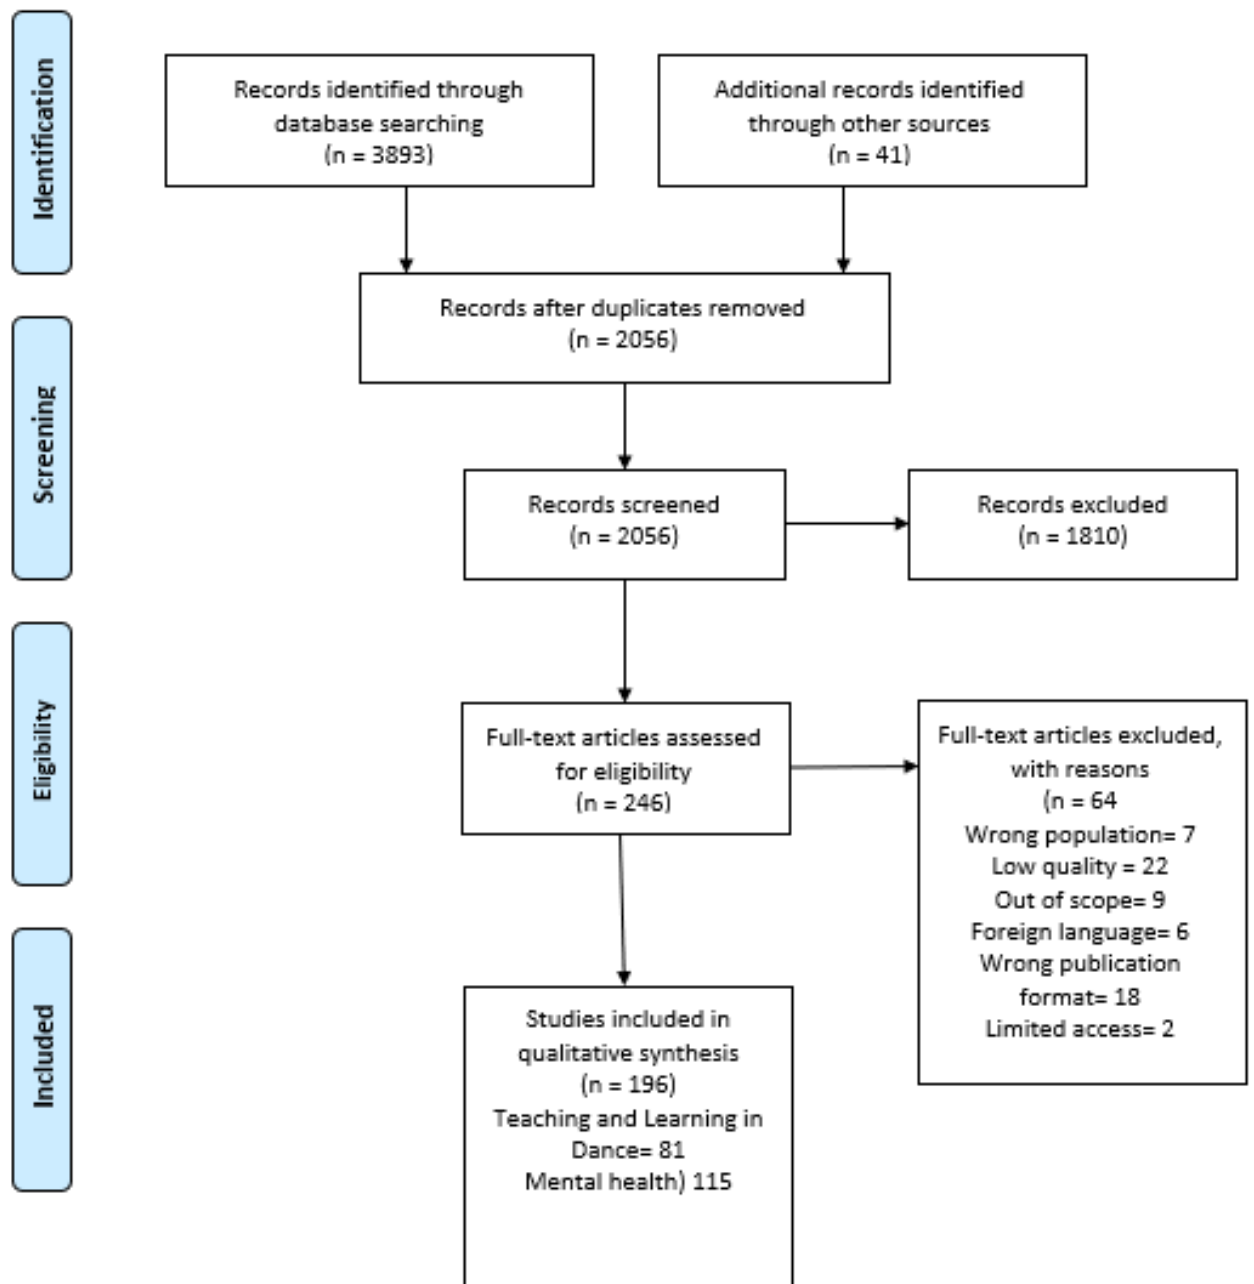 Identification
Records identified through
database searching
(n = 3893)
Additional records identified
through other sources
(n = 41)
Records after duplicates removed
(n = 2056)
Screening
Records screened
(n = 2056)
Records excluded
(n = 1810)
Eligibility
Full-text articles assessed
for eligibility
(n = 246)
Full-text articles excluded,
with reasons
(n = 64
Wrong population= 7
Low quality = 22
Out of scope= 9
Foreign language= 6
Wrong publication
format= 18
Limited access= 2
Included
Studies included in
qualitative synthesis
(n = 196)
Teaching and Learning in
Dance= 81
Mental health) 115